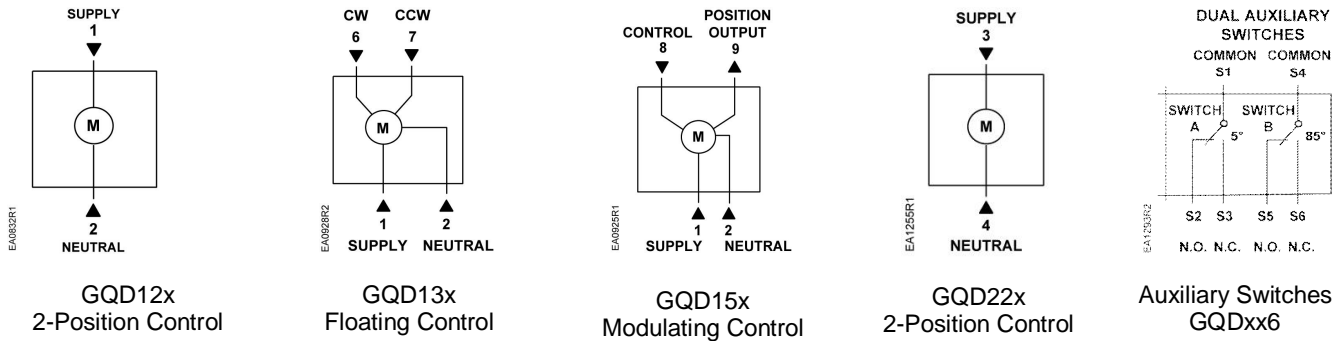 SUPPLY
1
M
2
NEUTRAL
EA0832R1
GQD12x
2-Position Control
CW CCW
6 7
M
1 2
SUPPLY NEUTRAL
EA0928R2
GQD13x
Floating Control
POSITION
CONTROL OUTPUT
8 9
M
1 2
SUPPLY NEUTRAL
EA0925R1
GQD15x
Modulating Control
SUPPLY
3
M
4
NEUTRAL
EA1255R1
GQD22x
2-Position Control
DUAL AUXILIARY
SWITCHES
COMMON COMMON
S1 S4
SWITCH SWITCH
A 5° B 85°
S2 S3 S5 S6
N.O. N.C. N.O. N.C.
EA1293R2
Auxiliary Switches
GQDxx6